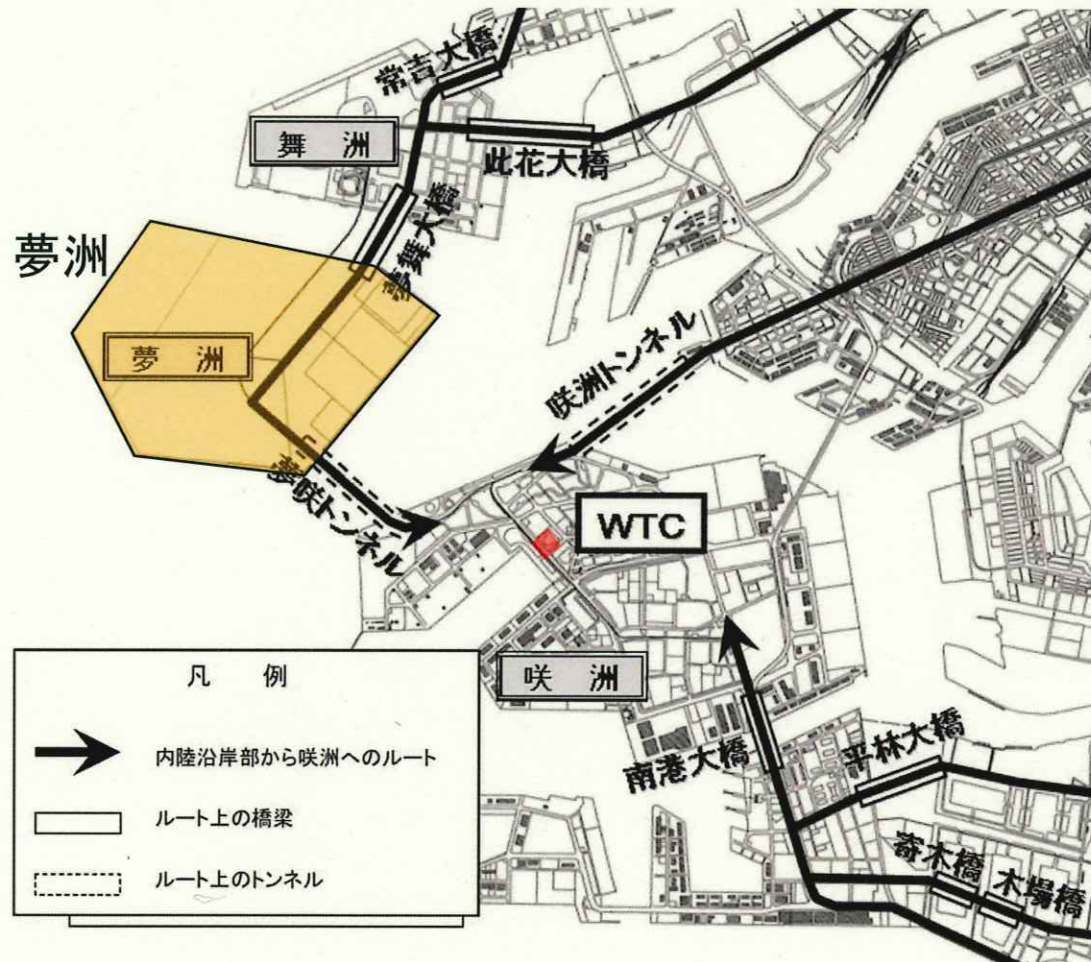 常吉大橋
舞 洲
此花大橋
夢洲
夢舞大橋
夢 洲
咲洲トンネル
夢咲トンネル
WTC
咲 洲
南港大橋
平林大橋
寄木橋
木場橋
凡 例
内陸沿岸部から咲洲へのルート
ルート上の橋梁
ルート上のトンネル